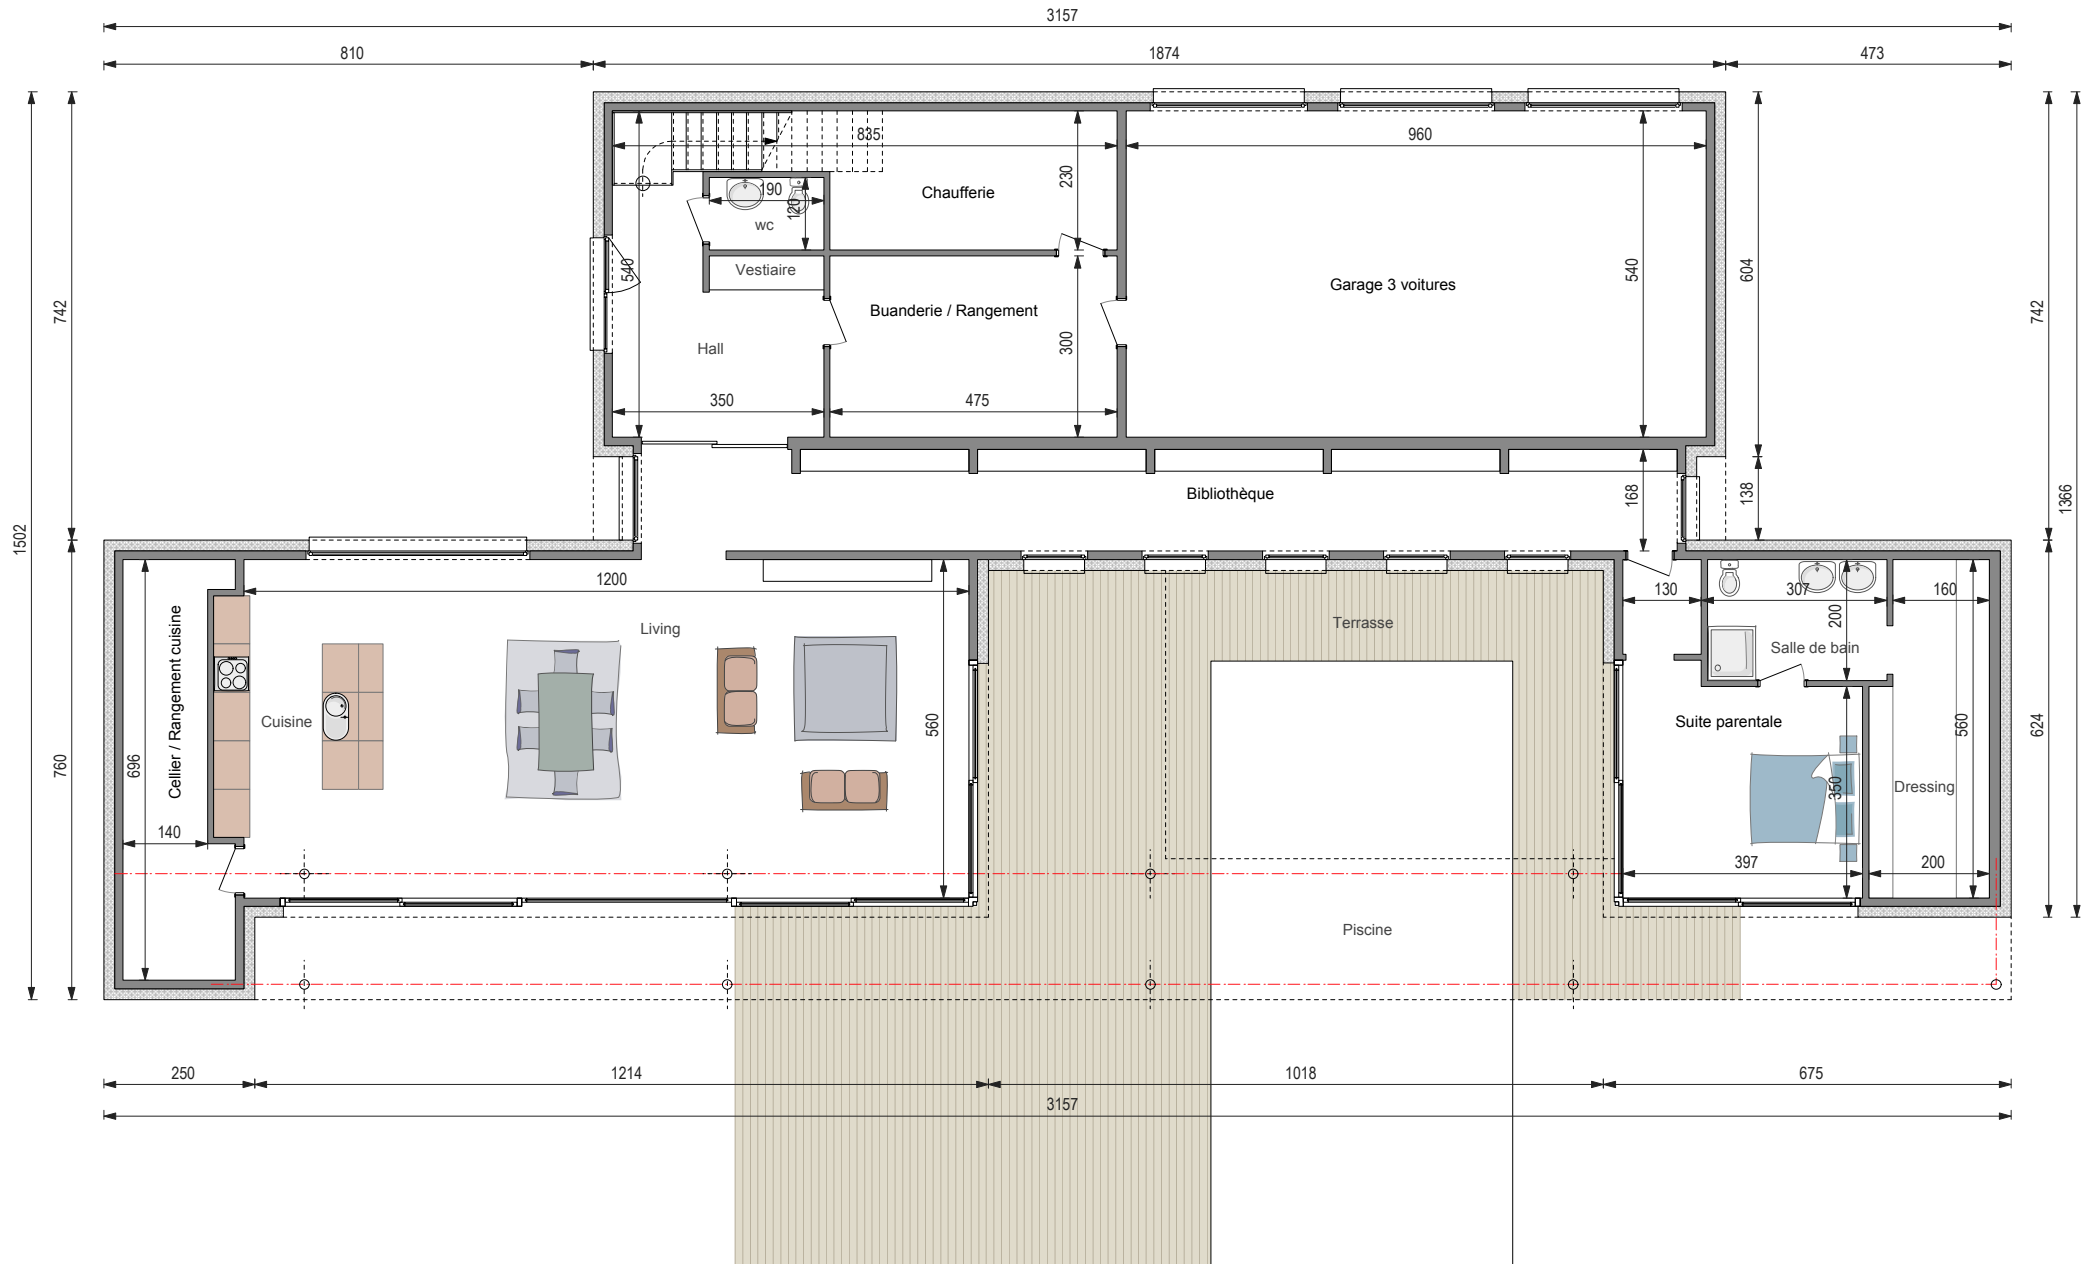 3157
810
1874
473
835
960
230
Chaufferie
190
120
wc
Vestiaire
540
540
604
Garage 3 voitures
Buanderie / Rangement
742
742
300
Hall
350
475
168
138
Bibliothèque
1502
1366
1200
130
307
160
200
Living
Terrasse
Salle de bain
Cellier / Rangement cuisine
Cuisine
560
Suite parentale
560
624
696
760
350
Dressing
140
397
200
Piscine
250
1214
1018
675
3157